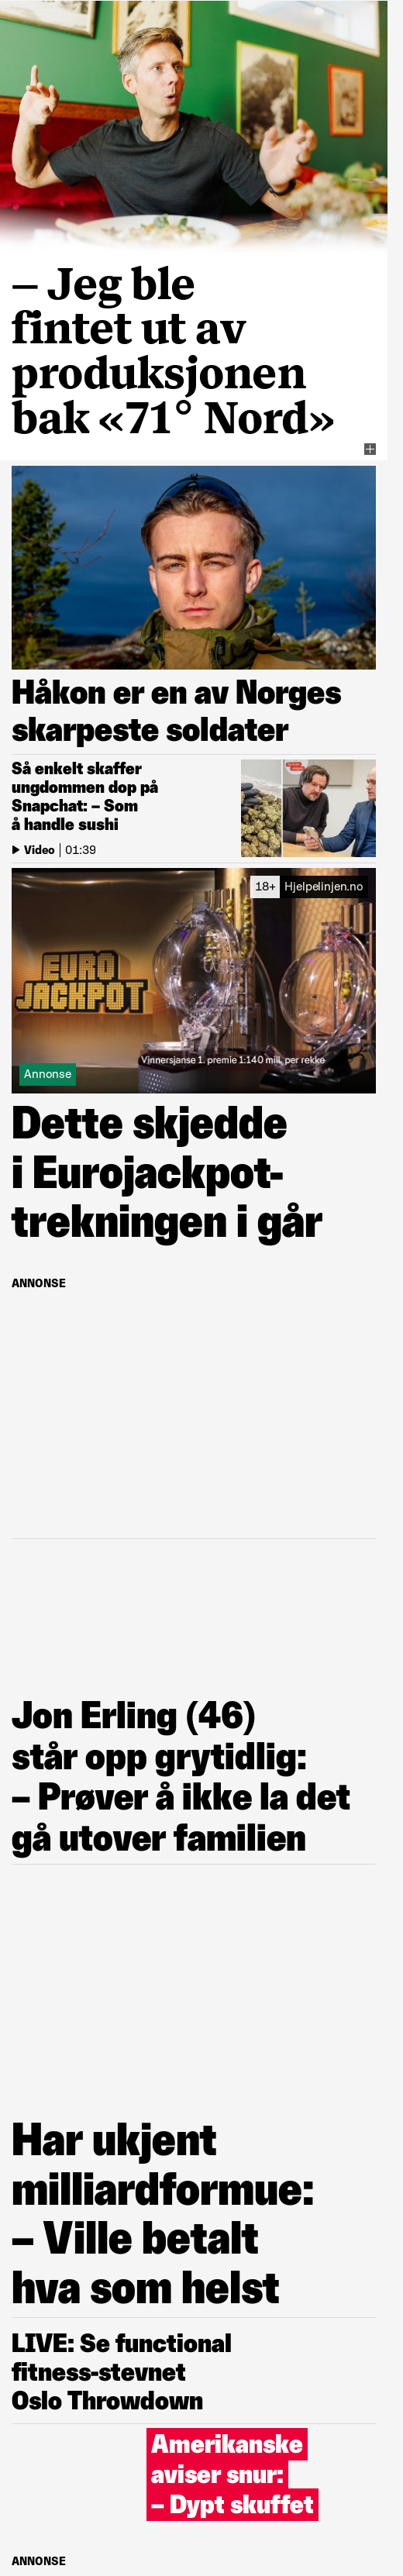 – Jeg ble
fintet ut av
produksjonen
bak «71° Nord»
Håkon er en av Norges
skarpeste soldater
Så enkelt skaffer
ungdommen dop på
Snapchat: – Som
å handle sushi
Video | 01:39
18+ Hjelpelinjen.no
EURO
JACKPOT
Vinnersjanse 1. premie 1:140 mill. per rekke
Annonse
Dette skjedde
i Eurojackpot-
trekningen i går
ANNONSE
Jon Erling (46)
står opp grytidlig:
– Prøver å ikke la det
gå utover familien
Har ukjent
milliardformue:
– Ville betalt
hva som helst
LIVE: Se functional
fitness-stevnet
Oslo Throwdown
Amerikanske
aviser snur:
– Dypt skuffet
ANNONSE